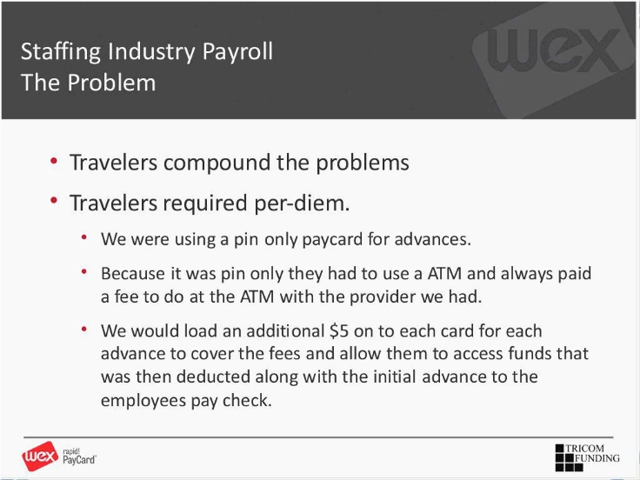 Staffing Industry Payroll
The Problem
wex
• Travelers compound the problems
• Travelers required per-diem.
• We were using a pin only paycard for advances.
• Because it was pin only they had to use a ATM and always paid
a fee to do at the ATM with the provider we had.
• We would load an additional $5 on to each card for each
advance to cover the fees and allow them to access funds that
was then deducted along with the initial advance to the
employees pay check.
wex
rapid!
PayCard
TRICOM
FUNDING